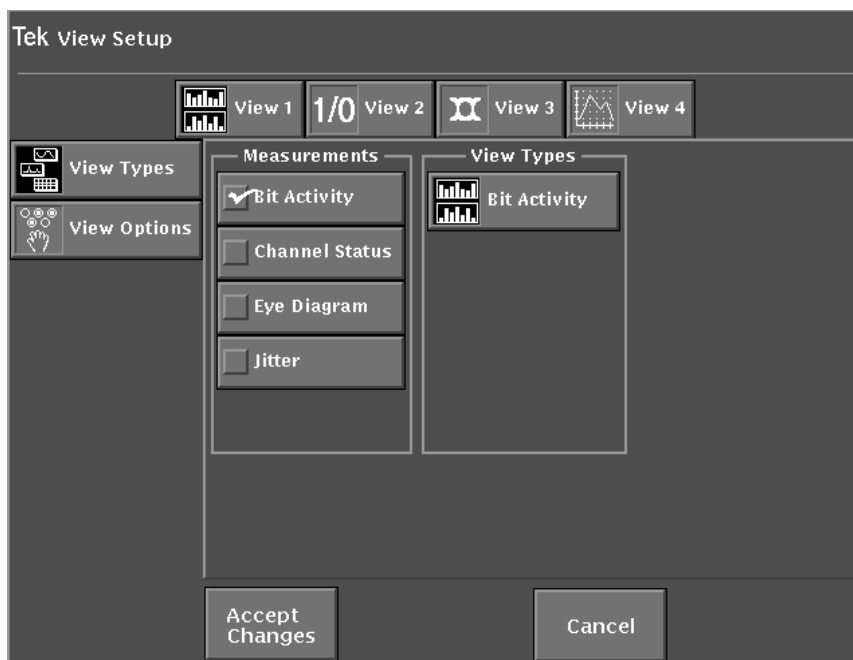 Tek View Setup
View 1
1/0 View 2
View 3
View 4
View Types
View Options
Measurements
Bit Activity
Channel Status
Eye Diagram
Jitter
View Types
Bit Activity
Accept
Changes
Cancel